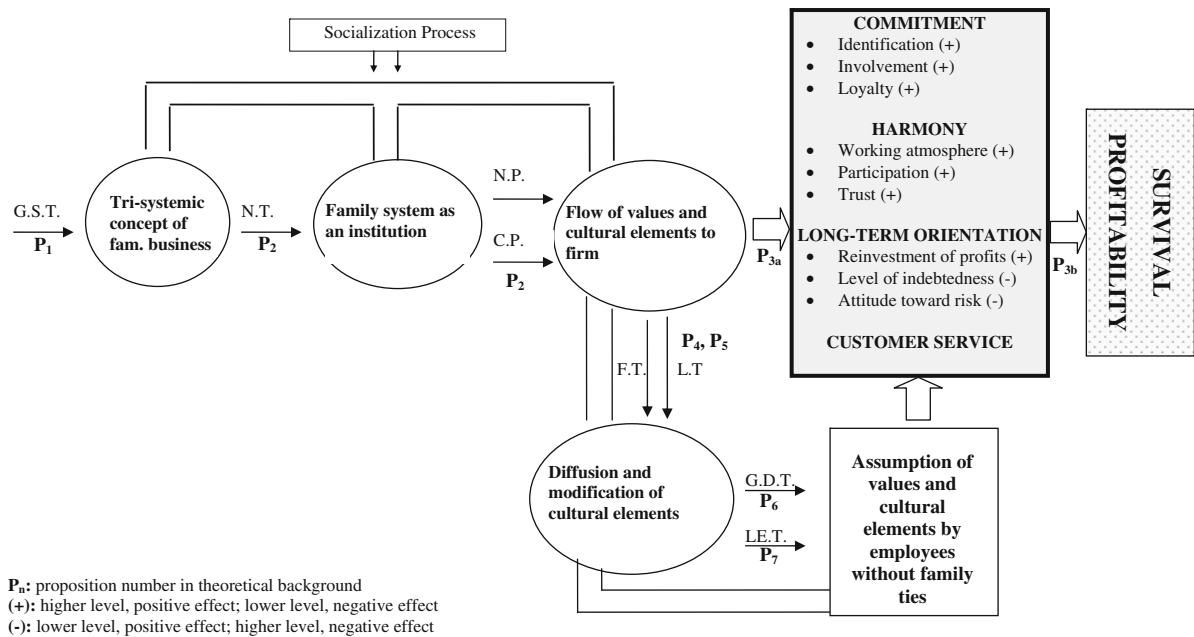 Socialization Process
G.S.T.
P1
Tri-systemic
concept of
fam. business
N.T.
P2
Family system as
an institution
N.P.
C.P.
P2
Flow of values and
cultural elements to
firm
P3a
COMMITMENT
• Identification (+)
• Involvement (+)
• Loyalty (+)
HARMONY
• Working atmosphere (+)
• Participation (+)
• Trust (+)
LONG-TERM ORIENTATION
• Reinvestment of profits (+)
• Level of indebtedness (-)
• Attitude toward risk (-)
CUSTOMER SERVICE
P3b
SURVIVAL
PROFITABILITY
P4, P5
F.T.
L.T
Diffusion and
modification of
cultural elements
G.D.T.
P6
I.E.T.
P7
Assumption of
values and
cultural
elements by
employees
without family
ties
Pn: proposition number in theoretical background
(+): higher level, positive effect; lower level, negative effect
(-): lower level, positive effect; higher level, negative effect